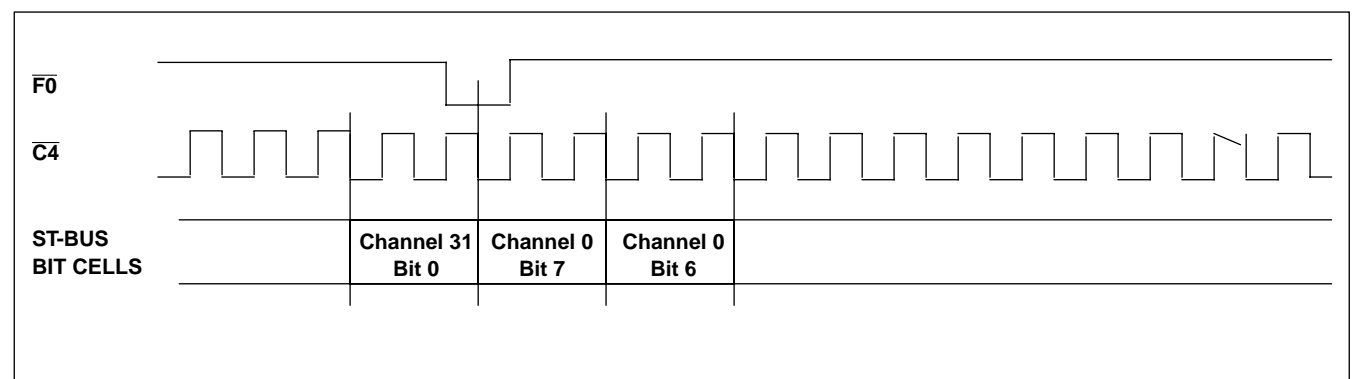 F0
C4
ST-BUS
BIT CELLS
Channel 31
Bit 0
Channel 0
Bit 7
Channel 0
Bit 6